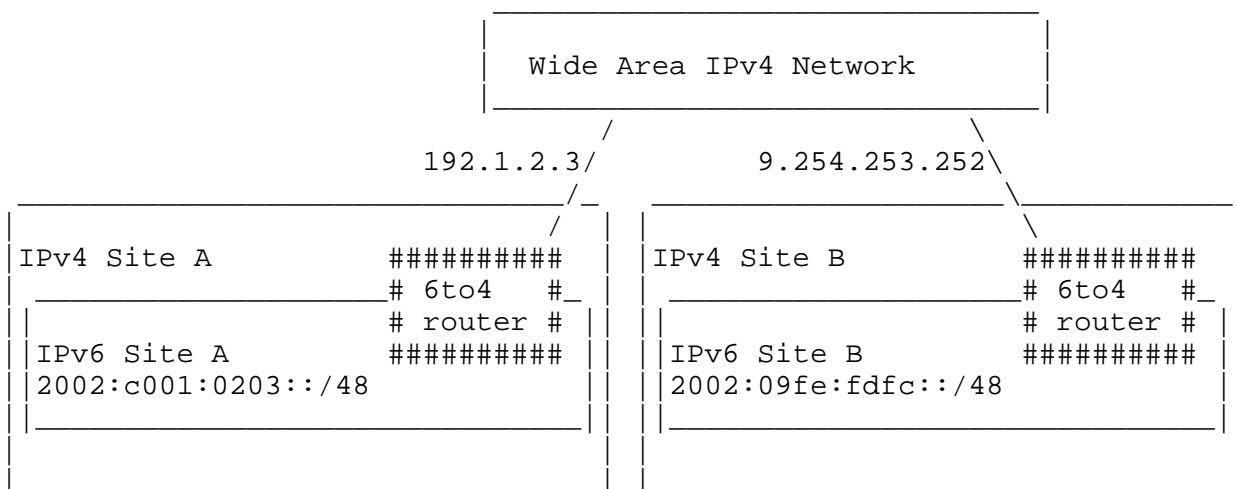 Wide Area IPv4 Network
192.1.2.3 9.254.253.252
IPv4 Site A ########## IPv4 Site B ##########
# 6to4 # # 6to4 #
# router # # router #
IPv6 Site A ########## IPv6 Site B ##########
2002:c001:0203::/48 2002:09fe:fdfc::/48